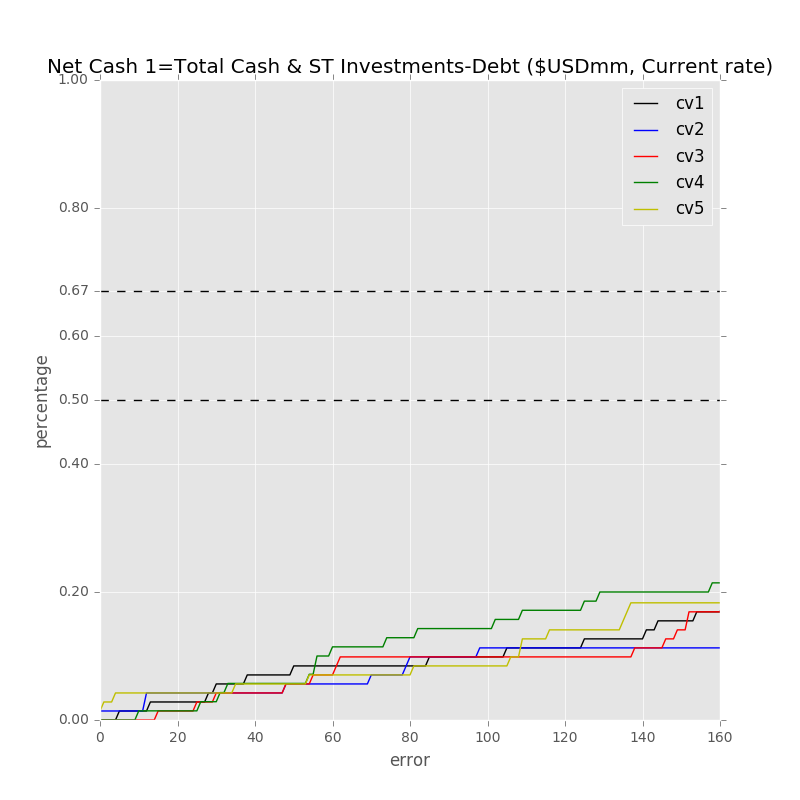 Net Cash 1=Total Cash & ST Investments-Debt ($USDmm, Current rate)
1.00
cv1
cv2
cv3
cv4
cv5
0.80
0.67
0.60
0.50
0.40
0.20
0.00
percentage
0
20
40
60
80
100
120
140
160
error